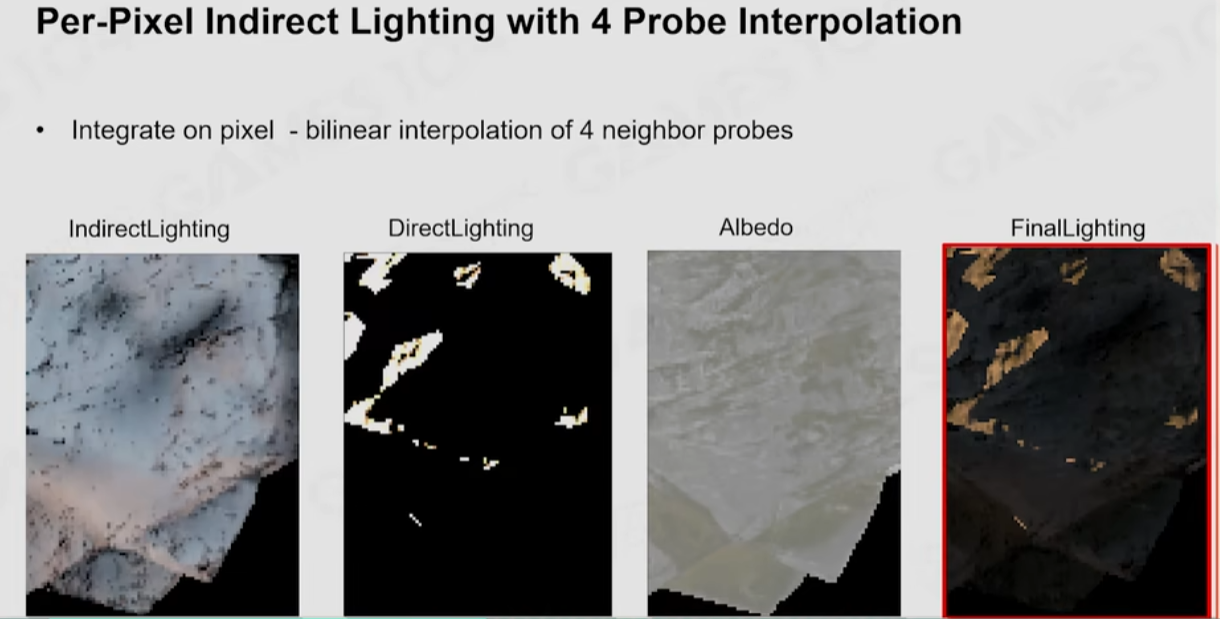 Per-Pixel Indirect Lighting with 4 Probe Interpolation
• Integrate on pixel - bilinear interpolation of 4 neighbor probes
IndirectLighting
DirectLighting
Albedo
FinalLighting